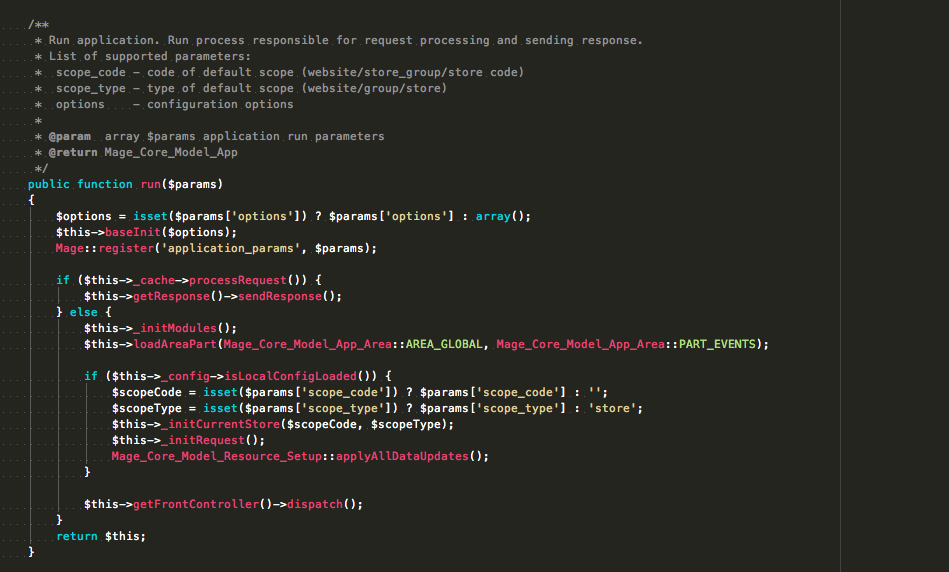 /**
 * Run application. Run process responsible for request processing and sending response.
 * List of supported parameters:
 *  scope_code - code of default scope (website/store_group/store code)
 *  scope_type - type of default scope (website/group/store)
 *  options    - configuration options
 *
 * @param  array $params application run parameters
 * @return Mage_Core_Model_App
 */
public function run($params)
{
    $options = isset($params['options']) ? $params['options'] : array();
    $this->baseInit($options);
    Mage::register('application_params', $params);

    if ($this->_cache->processRequest()) {
        $this->getResponse()->sendResponse();
    } else {
        $this->_initModules();
        $this->loadAreaPart(Mage_Core_Model_App_Area::AREA_GLOBAL, Mage_Core_Model_App_Area::PART_EVENTS);

        if ($this->_config->isLocalConfigLoaded()) {
            $scopeCode = isset($params['scope_code']) ? $params['scope_code'] : '';
            $scopeType = isset($params['scope_type']) ? $params['scope_type'] : 'store';
            $this->_initCurrentStore($scopeCode, $scopeType);
            $this->_initRequest();
            Mage_Core_Model_Resource_Setup::applyAllDataUpdates();
        }

        $this->getFrontController()->dispatch();
    }
    return $this;
}